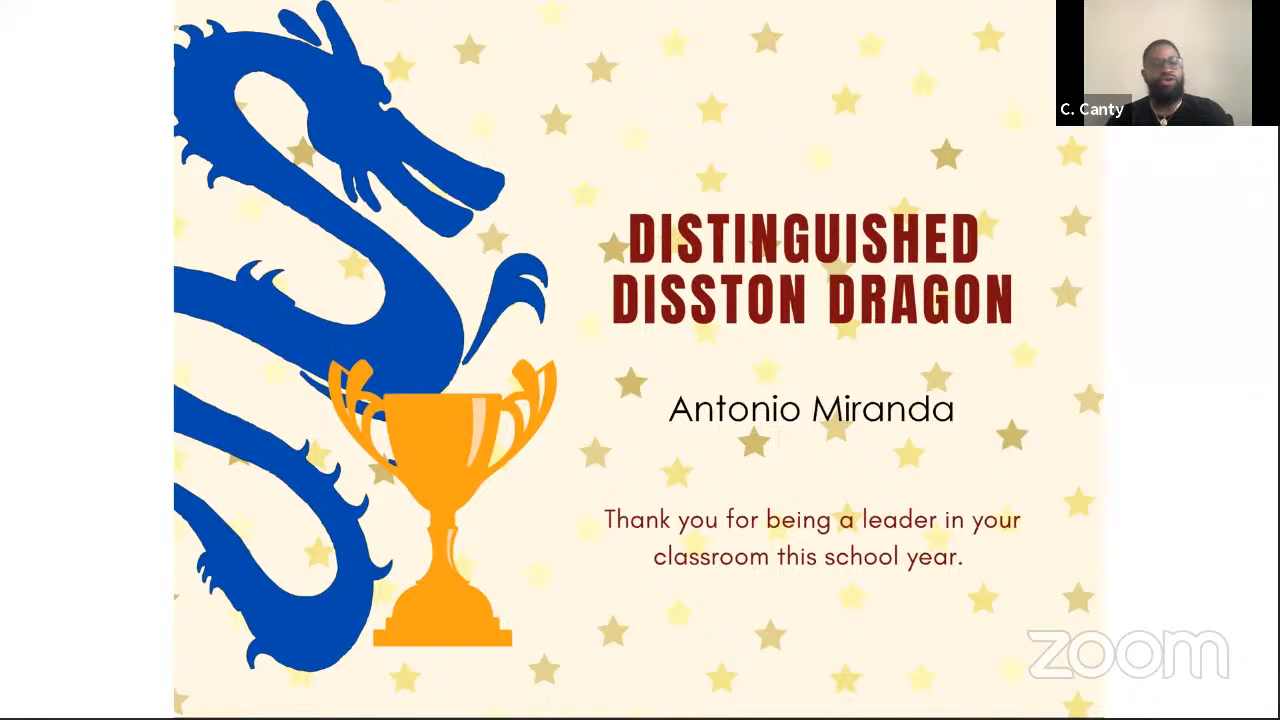 C. Canty
DISTINGUISHED
DISSTON DRAGON
Antonio Miranda
Thank you for being a leader in your
classroom this school year.
zoom